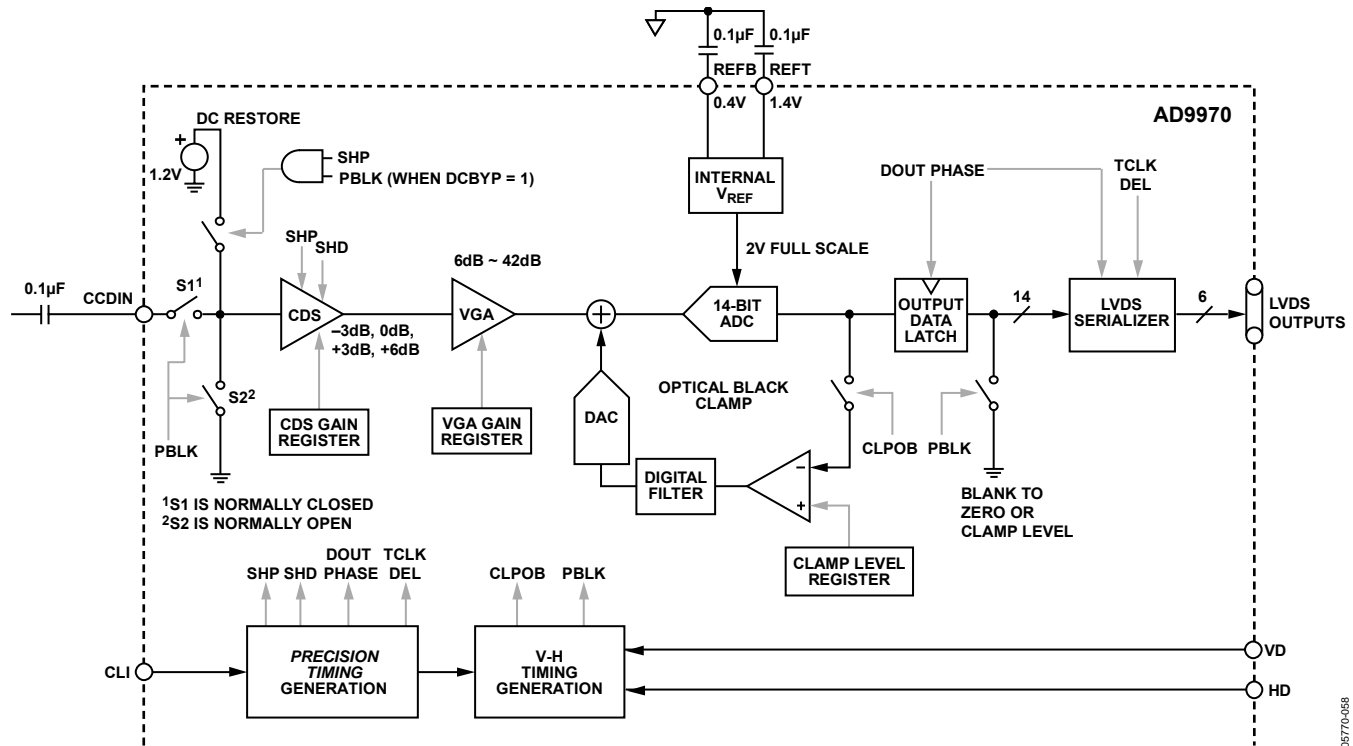 0.1µF
0.1µF
REFB
REFT
0.4V
1.4V
AD9970
DC RESTORE
+
1.2V
SHP
PBLK (WHEN DCBYP = 1)
INTERNAL
VREF
DOUT PHASE
TCLK
DEL
2V FULL SCALE
SHP
SHD
6dB ~ 42dB
0.1µF
CCDIN
S1¹
CDS
–3dB, 0dB,
+3dB, +6dB
VGA
+
14-BIT
ADC
OUTPUT
DATA
LATCH
14
LVDS
SERIALIZER
6
LVDS
OUTPUTS
S2²
PBLK
CDS GAIN
REGISTER
VGA GAIN
REGISTER
DAC
OPTICAL BLACK
CLAMP
CLPOB
PBLK
DIGITAL
FILTER
–
+
BLANK TO
ZERO OR
CLAMP LEVEL
¹S1 IS NORMALLY CLOSED
²S2 IS NORMALLY OPEN
CLAMP LEVEL
REGISTER
SHP
SHD
DOUT
PHASE
TCLK
DEL
CLPOB
PBLK
CLI
PRECISION
TIMING
GENERATION
V-H
TIMING
GENERATION
VD
HD
05770-058